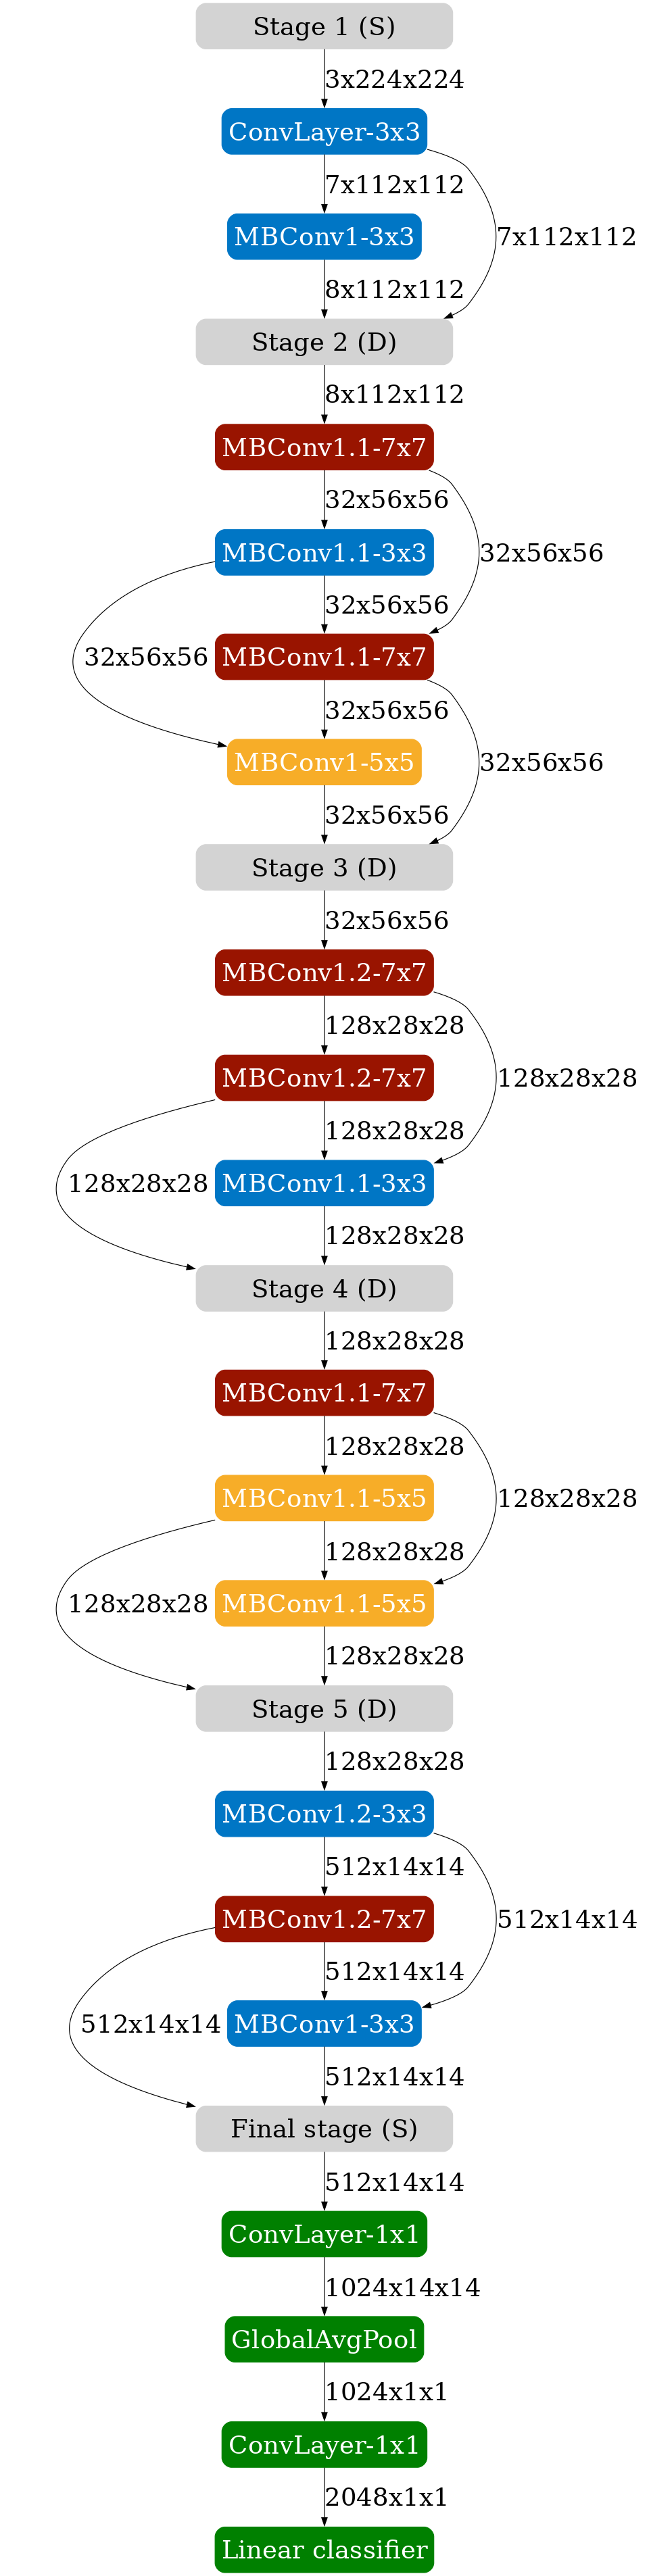 Stage 1 (S)
3x224x224
ConvLayer-3x3
7x112x112
MBConv1-3x3
7x112x112
8x112x112
Stage 2 (D)
8x112x112
MBConv1.1-7x7
32x56x56
MBConv1.1-3x3
32x56x56
32x56x56
MBConv1.1-7x7
32x56x56
32x56x56
MBConv1-5x5
32x56x56
32x56x56
Stage 3 (D)
32x56x56
MBConv1.2-7x7
128x28x28
MBConv1.2-7x7
128x28x28
128x28x28
MBConv1.1-3x3
128x28x28
128x28x28
Stage 4 (D)
128x28x28
MBConv1.1-7x7
128x28x28
MBConv1.1-5x5
128x28x28
128x28x28
MBConv1.1-5x5
128x28x28
128x28x28
Stage 5 (D)
128x28x28
MBConv1.2-3x3
512x14x14
MBConv1.2-7x7
512x14x14
512x14x14
MBConv1-3x3
512x14x14
512x14x14
Final stage (S)
512x14x14
ConvLayer-1x1
1024x14x14
GlobalAvgPool
1024x1x1
ConvLayer-1x1
2048x1x1
Linear classifier